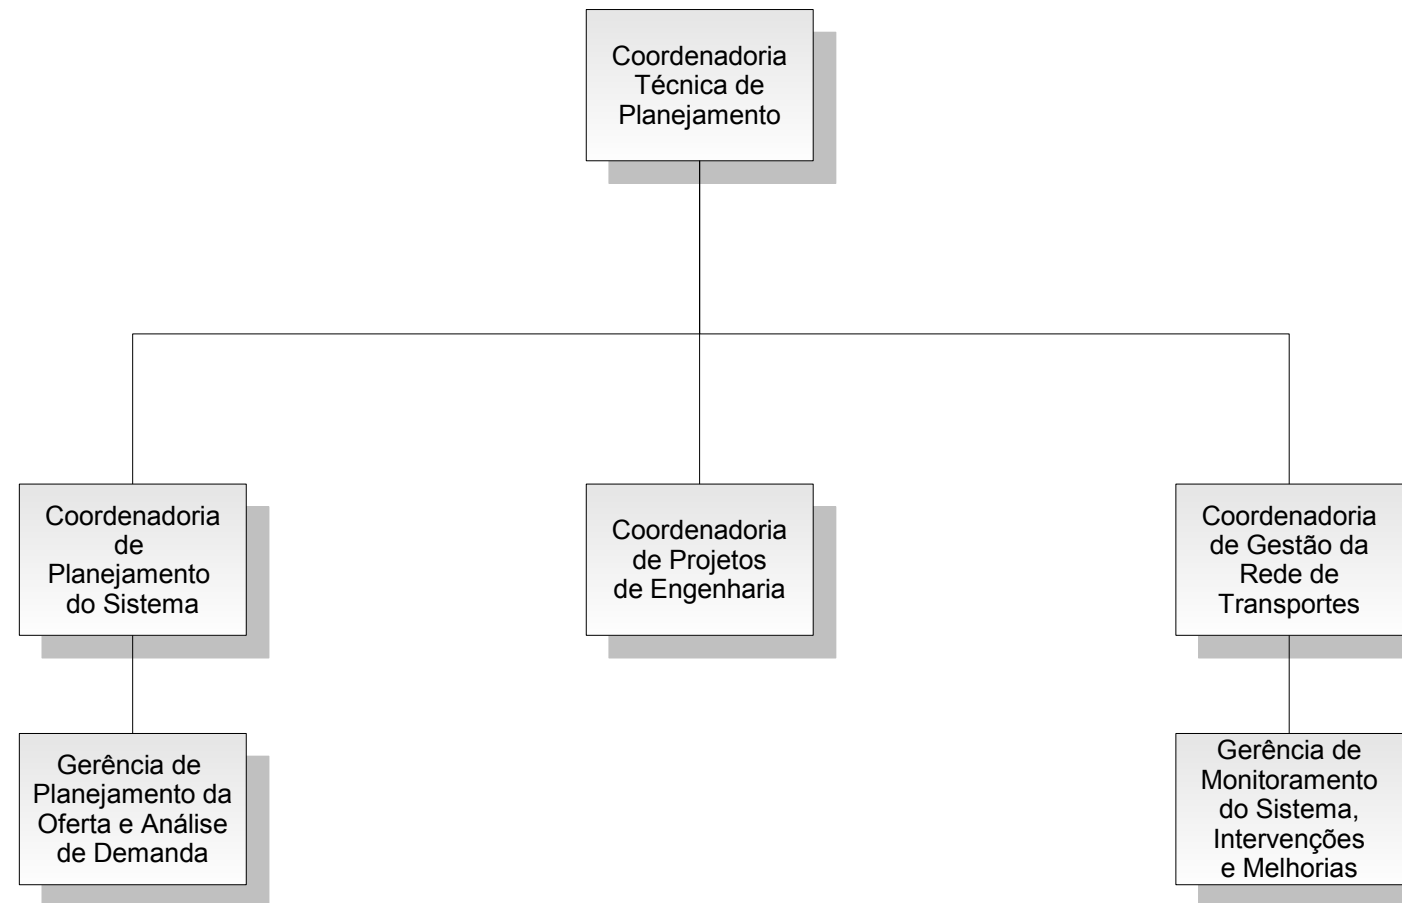 Coordenadoria
Técnica de
Planejamento
Coordenadoria
de
Planejamento
do Sistema
Coordenadoria
de Projetos
de Engenharia
Coordenadoria
de Gestão da
Rede de
Transportes
Gerência de
Planejamento da
Oferta e Análise
de Demanda
Gerência de
Monitoramento
do Sistema,
Intervenções
e Melhorias